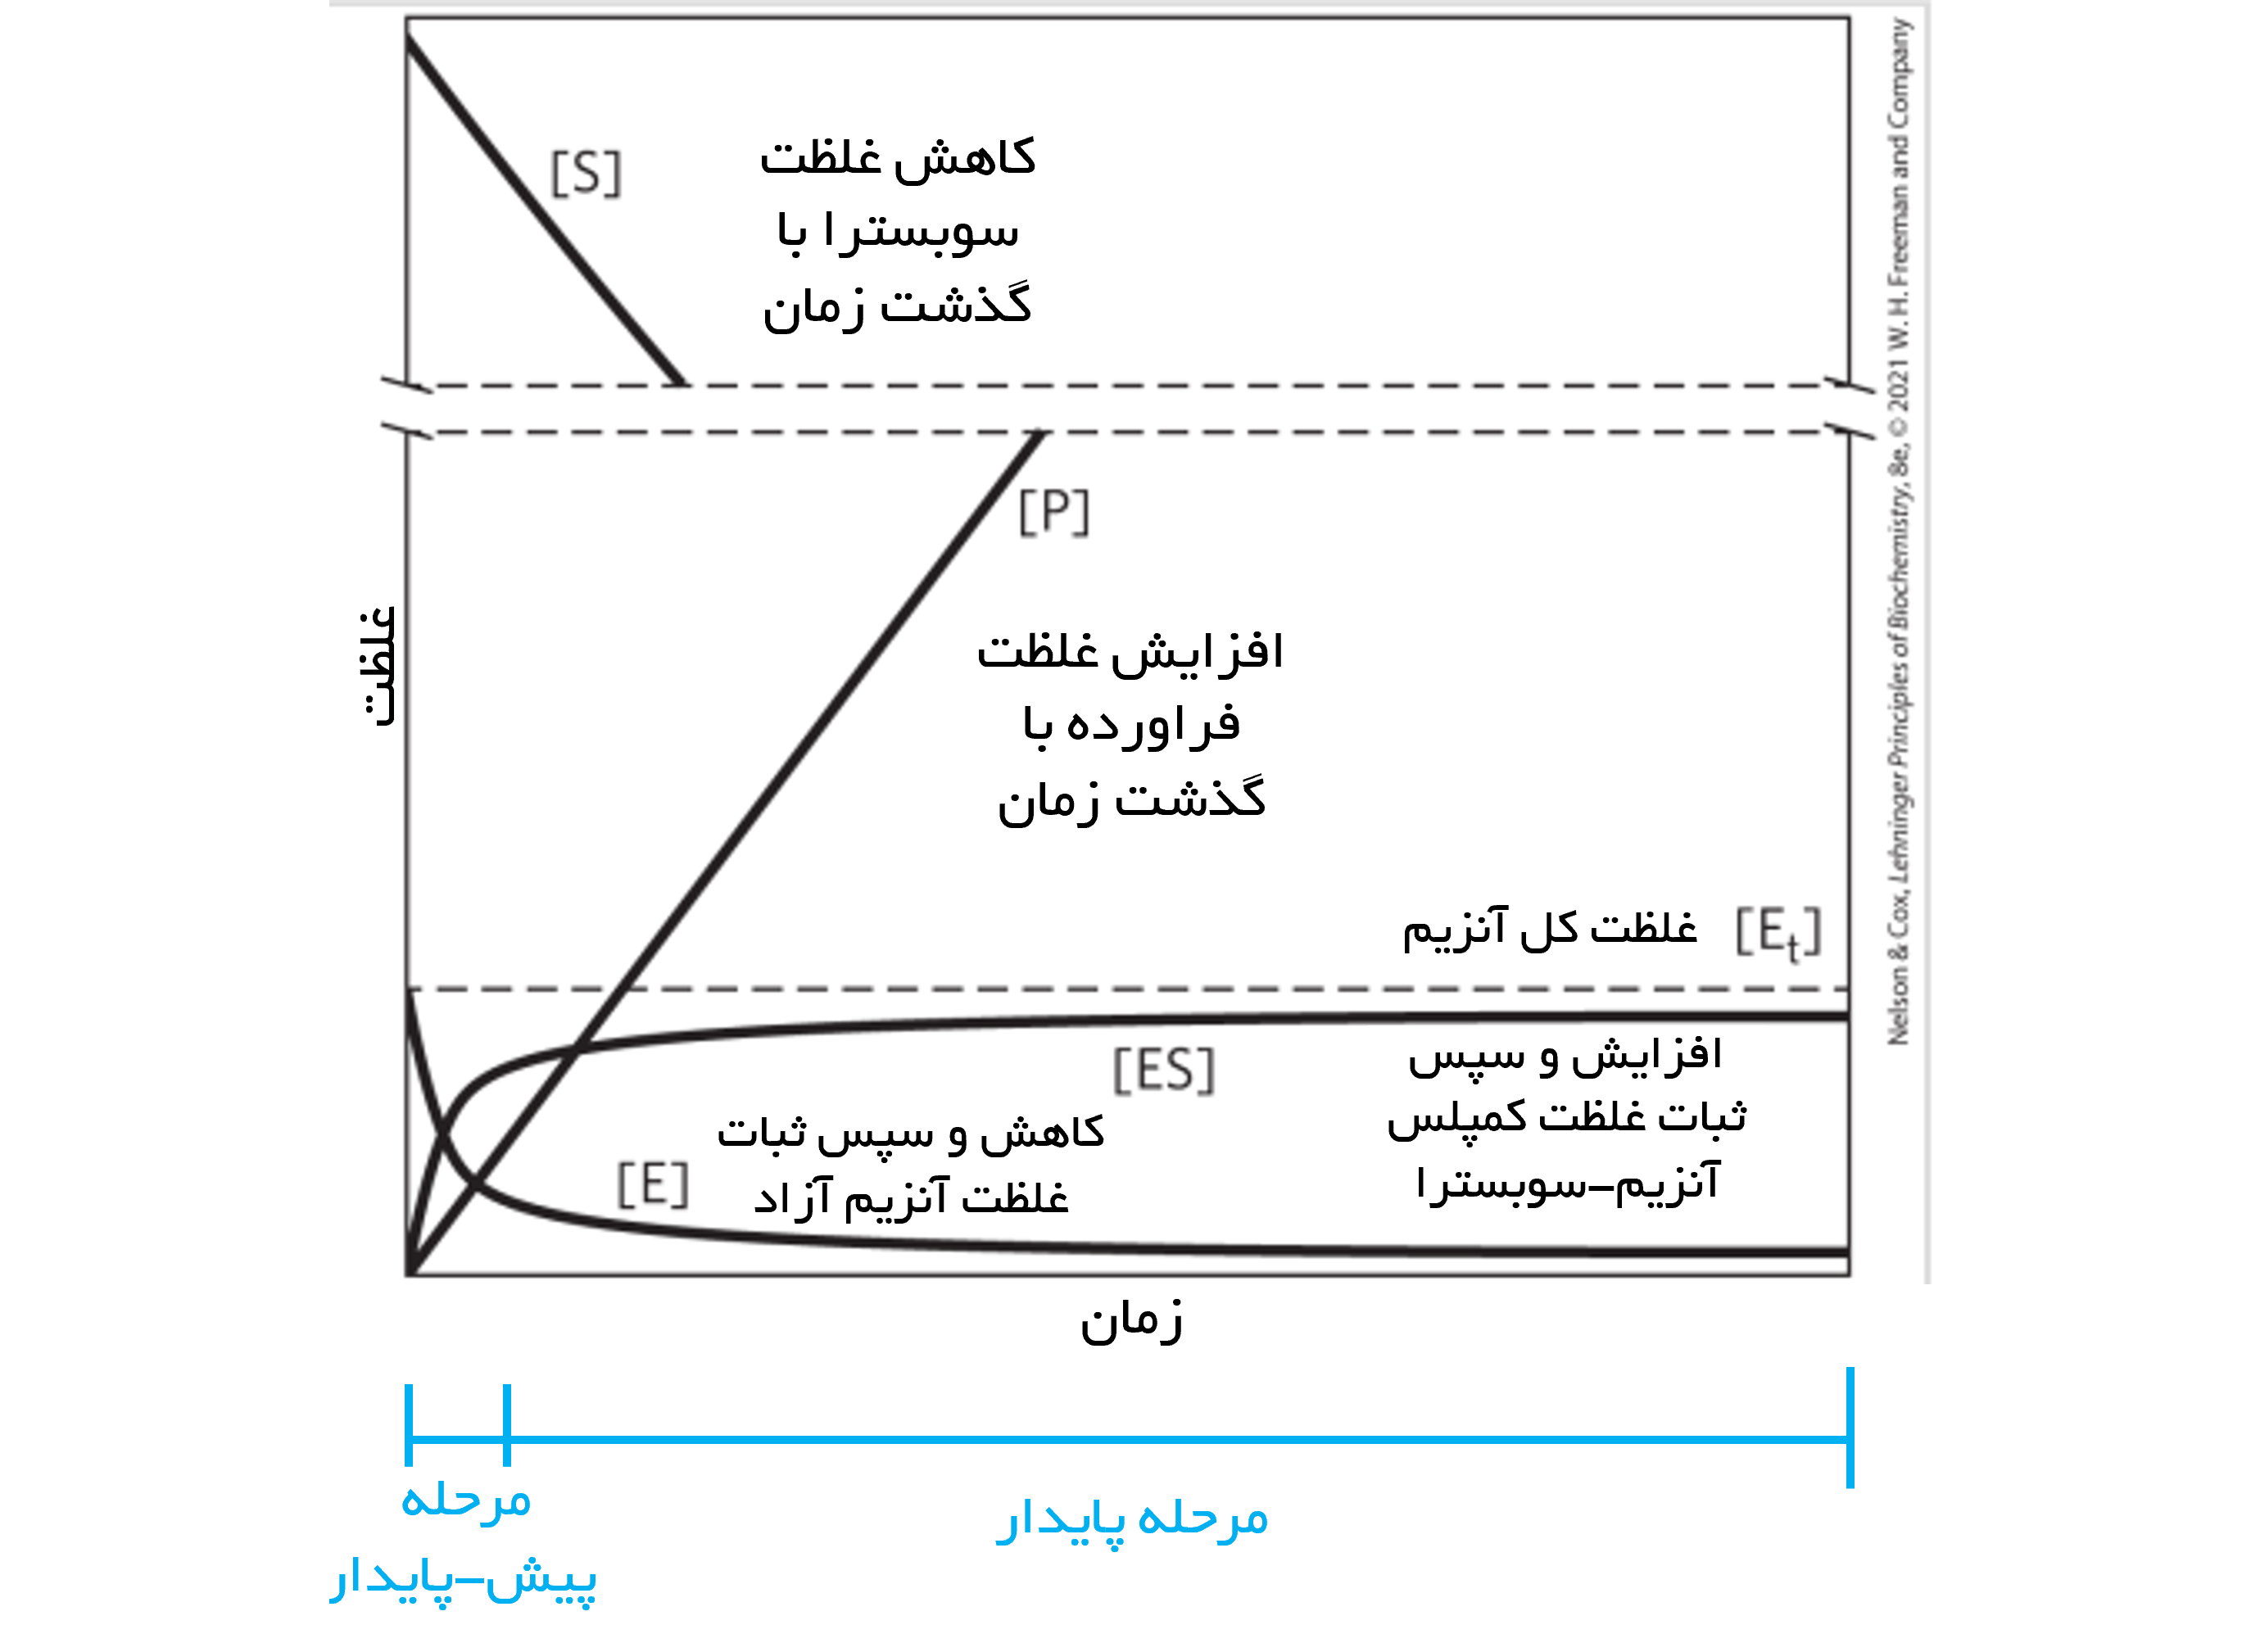 [S]
کاهش غلظت
سوبسترا با
گذشت زمان
[P]
غلظت
افزایش غلظت
فراورده با
گذشت زمان
غلظت کل آنزیم [Et]
[ES]
افزایش و سپس
ثبات غلظت کمپلس
آنزیم-سوبسترا
[E]
کاهش و سپس ثبات
غلظت آنزیم آزاد
زمان
مرحله
پیش-پایدار
مرحله پایدار
Nelson & Cox, Lehninger Principles of Biochemistry, 8e, © 2021 W. H. Freeman and Company